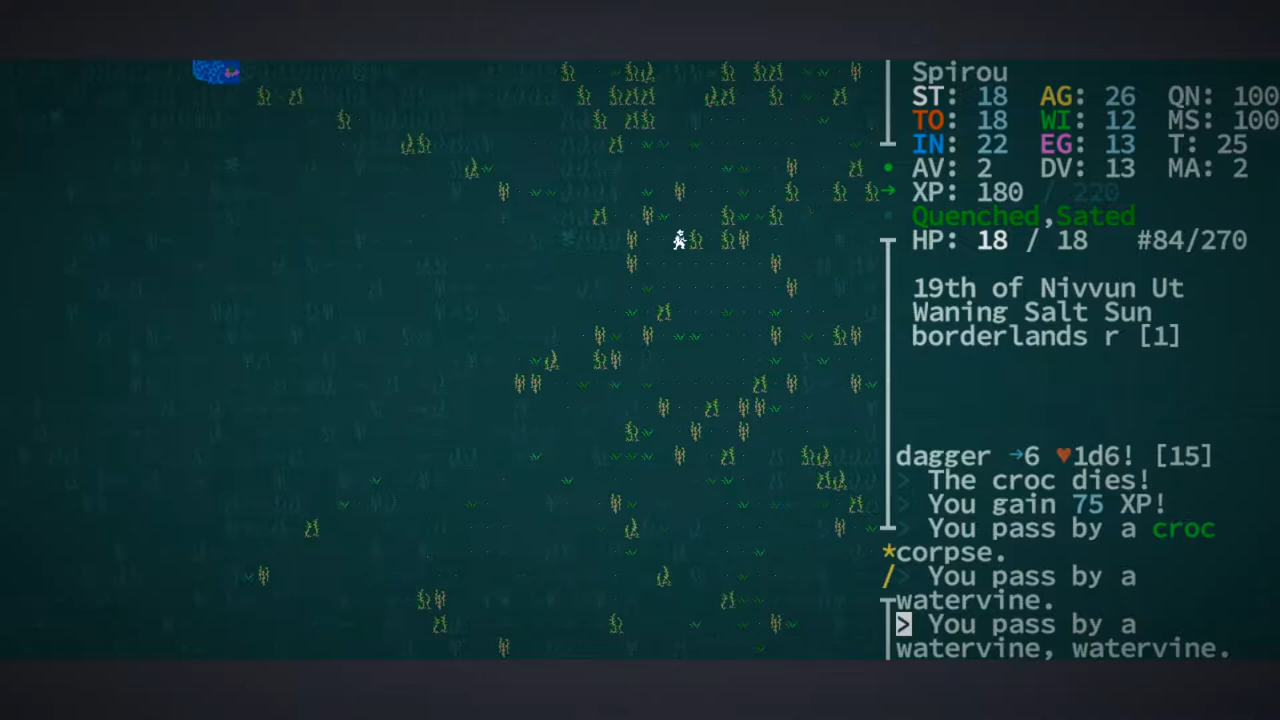 Spirou
ST: 18 AG: 26 QN: 100
TO: 18 WI: 12 MS: 100
IN: 22 EG: 13 T: 25
AV: 2 DV: 13 MA: 2
XP: 180 / 220
Quenched,Sated
HP: 18 / 18 #84/270
19th of Nivvun Ut
Waning Salt Sun
borderlands r [1]
dagger →6 ♥1d6! [15]
> The croc dies!
> You gain 75 XP!
> You pass by a croc
corpse.
> You pass by a
watervine.
> You pass by a
watervine, watervine.